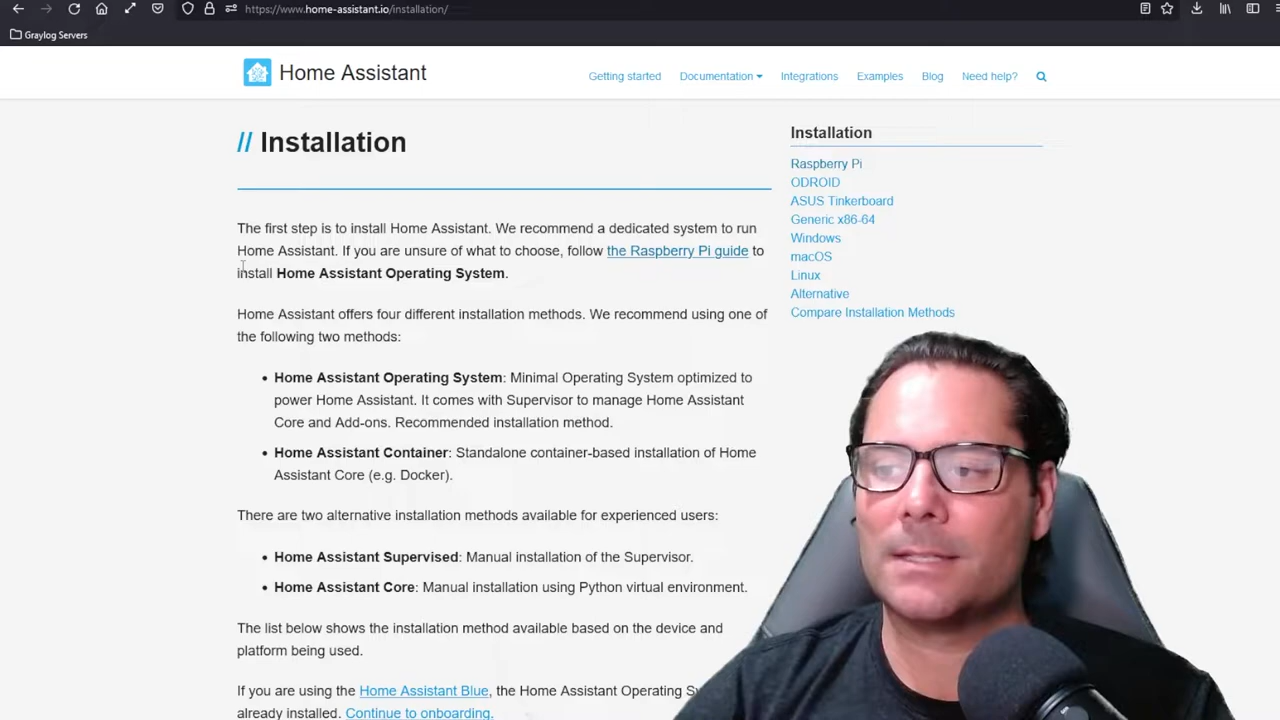 https://www.home-assistant.io/installation/
Graylog Servers
Home Assistant
Getting started
Documentation
Integrations
Examples
Blog
Need help?
// Installation
The first step is to install Home Assistant. We recommend a dedicated system to run
Home Assistant. If you are unsure of what to choose, follow the Raspberry Pi guide to
install Home Assistant Operating System.
Home Assistant offers four different installation methods. We recommend using one of
the following two methods:
• Home Assistant Operating System: Minimal Operating System optimized to
power Home Assistant. It comes with Supervisor to manage Home Assistant
Core and Add-ons. Recommended installation method.
• Home Assistant Container: Standalone container-based installation of Home
Assistant Core (e.g. Docker).
There are two alternative installation methods available for experienced users:
• Home Assistant Supervised: Manual installation of the Supervisor.
• Home Assistant Core: Manual installation using Python virtual environment.
The list below shows the installation method available based on the device and
platform being used.
If you are using the Home Assistant Blue, the Home Assistant Operating
already installed. Continue to onboarding.
Installation
Raspberry Pi
ODROID
ASUS Tinkerboard
Generic x86-64
Windows
macOS
Linux
Alternative
Compare Installation Methods